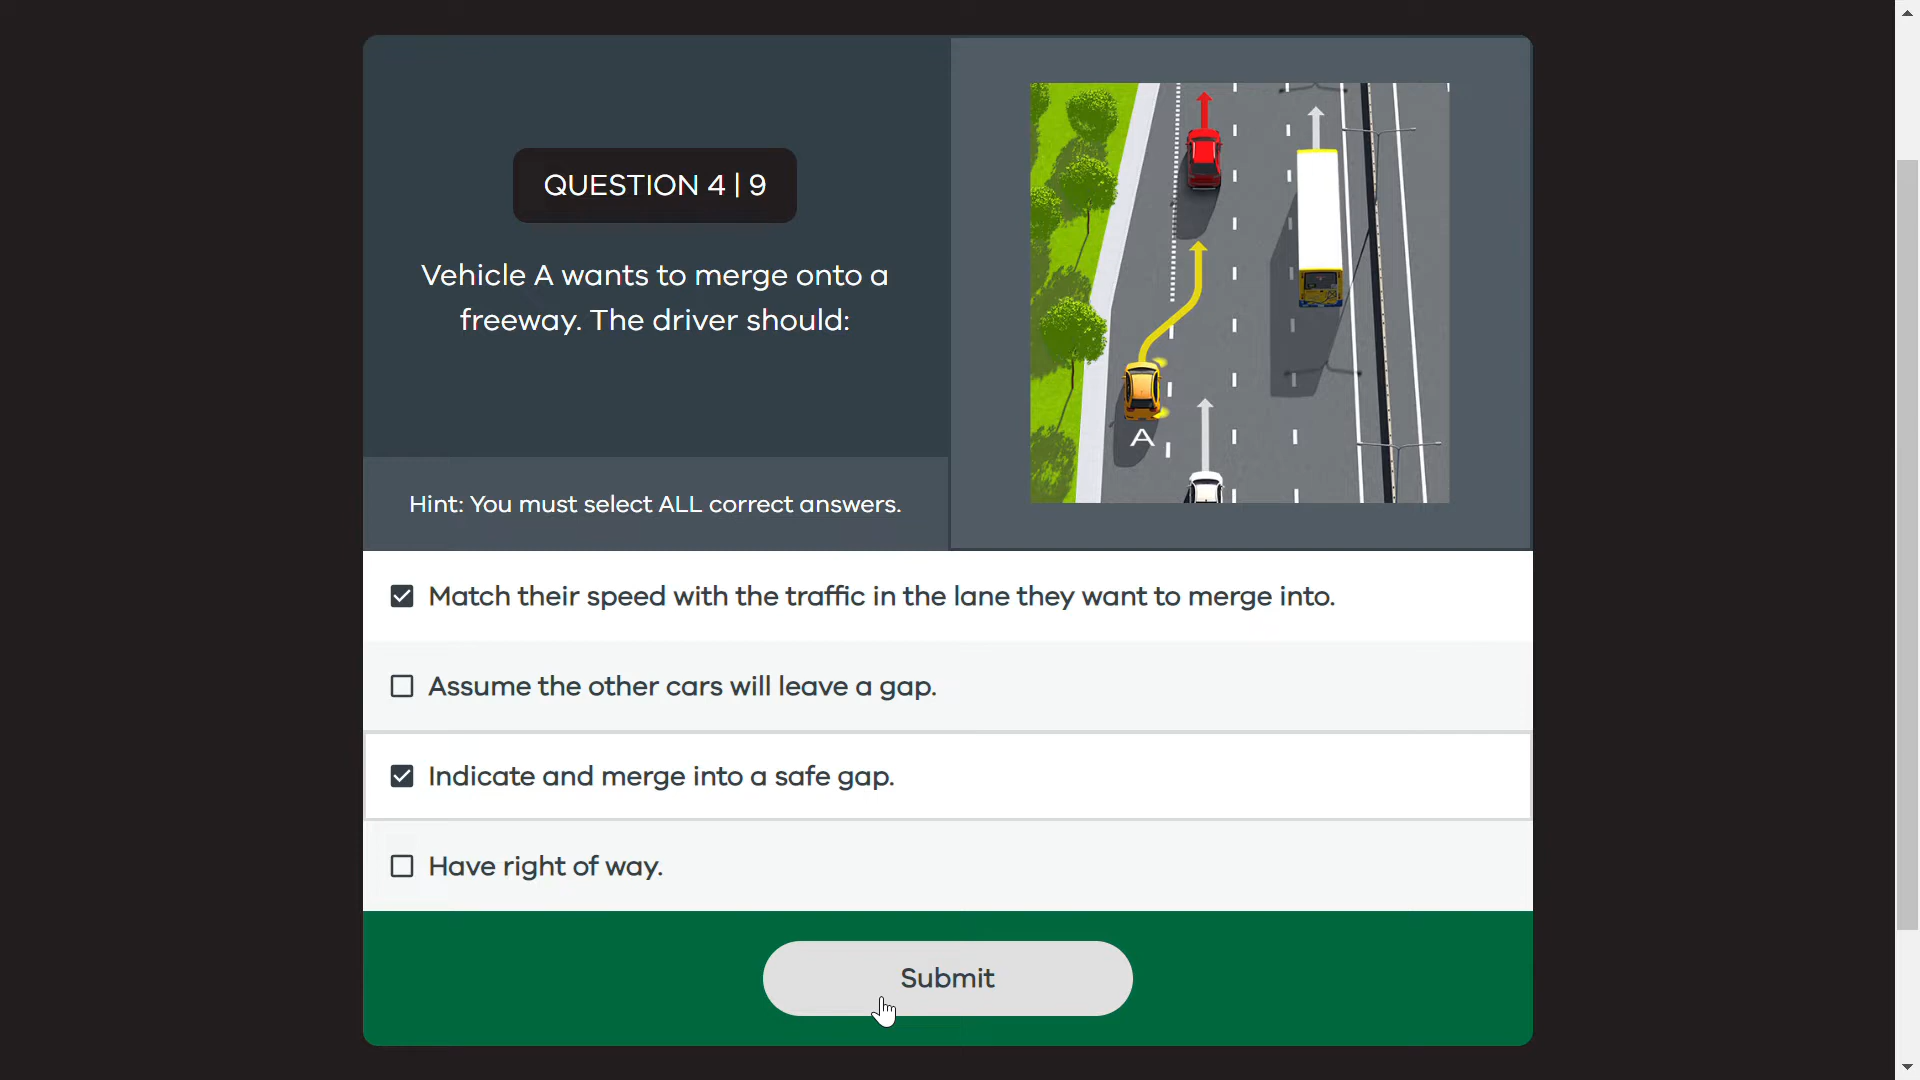 QUESTION 4 | 9
Vehicle A wants to merge onto a
freeway. The driver should:
Hint: You must select ALL correct answers.
A
Match their speed with the traffic in the lane they want to merge into.
Assume the other cars will leave a gap.
Indicate and merge into a safe gap.
Have right of way.
Submit